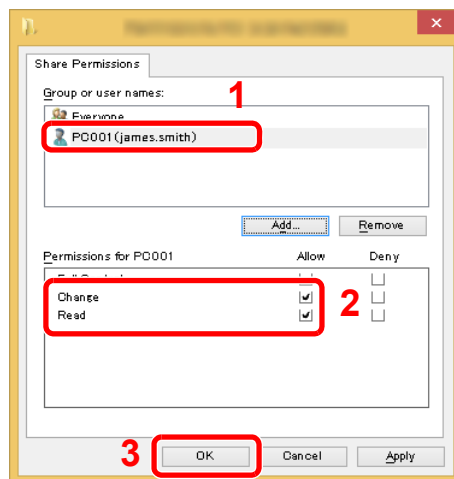 Share Permissions
Group or user names:
1
Everyone
PC001(james.smith)
Add...
Remove
Permissions for PC001
Allow
Deny
Change
Read
2
3
OK
Cancel
Apply